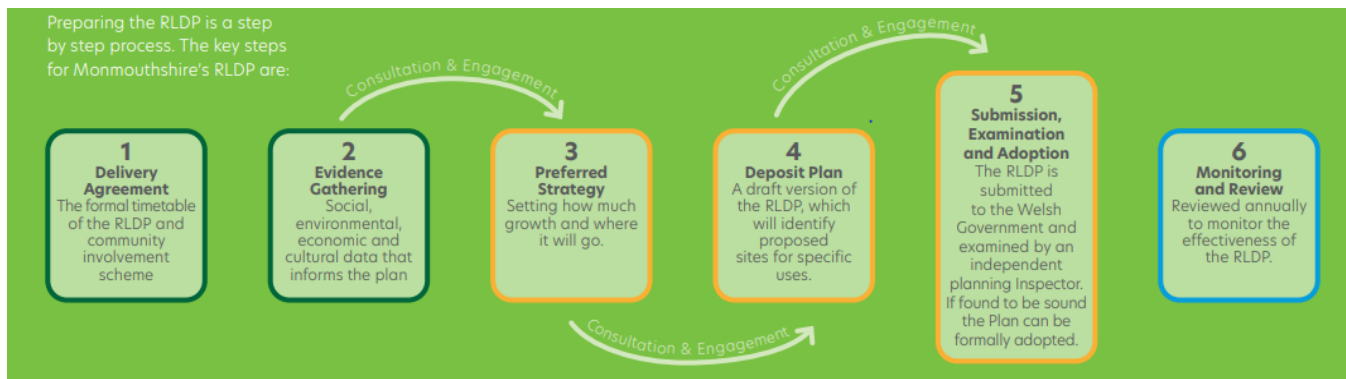 Preparing the RLDP is a step
by step process. The key steps
for Monmouthshire's RLDP are:
Consultation & Engagement
Consultation & Engagement
1
Delivery
Agreement
The formal timetable
of the RLDP and
community
involvement
scheme
2
Evidence
Gathering
Social,
environmental,
economic and
cultural data that
informs the plan
3
Preferred
Strategy
Setting how much
growth and where
it will go.
4
Deposit Plan
A draft version of
the RLDP, which
will identify
proposed
sites for specific
uses.
5
Submission,
Examination
and Adoption
The RLDP is
submitted
to the Welsh
Government and
examined by an
independent
planning Inspector.
If found to be sound
the Plan can be
formally adopted.
6
Monitoring
and Review
Reviewed annually
to monitor the
effectiveness of
the RLDP.
Consultation & Engagement